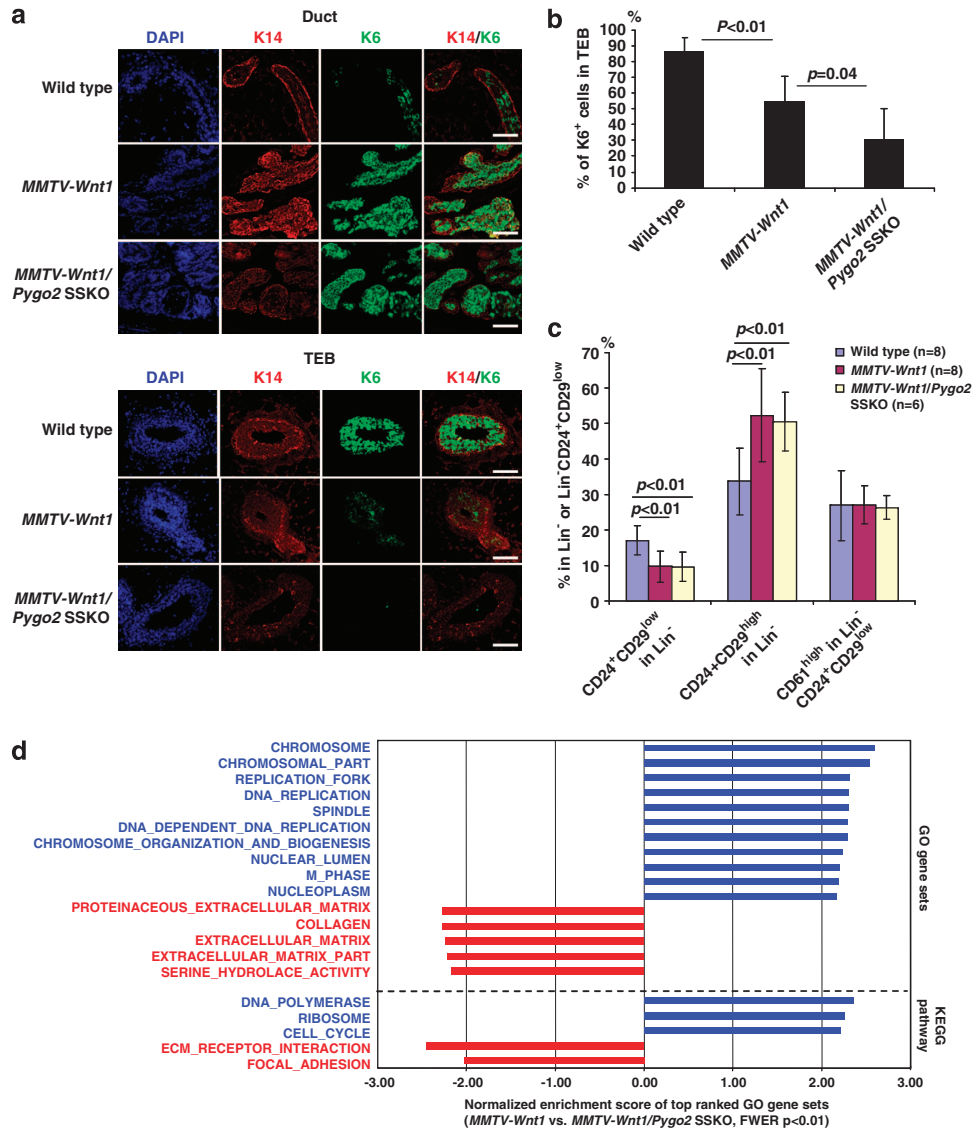 a
Duct
DAPI K14 K6 K14/K6
Wild type
MMTV-Wnt1
MMTV-Wnt1/
Pygo2 SSKO
TEB
DAPI K14 K6 K14/K6
Wild type
MMTV-Wnt1
MMTV-Wnt1/
Pygo2 SSKO
b
%
% of K6+ cells in TEB
100
90
80
70
60
50
40
30
20
10
0
P<0.01
p=0.04
Wild type
MMTV-Wnt1
MMTV-Wnt1/
Pygo2 SSKO
c
%
% in Lin- or Lin-CD24+CD29low
70
60
50
40
30
20
10
0
p<0.01
p<0.01
p<0.01
p<0.01
Wild type (n=8)
MMTV-Wnt1 (n=8)
MMTV-Wnt1/Pygo2
SSKO (n=6)
CD24+CD29low
in Lin-
CD24+CD29high
in Lin-
CD61high in Lin-
CD24+CD29low
d
CHROMOSOME
CHROMOSOMAL_PART
REPLICATION_FORK
DNA_REPLICATION
SPINDLE
DNA_DEPENDENT_DNA_REPLICATION
CHROMOSOME_ORGANIZATION_AND_BIOGENESIS
NUCLEAR_LUMEN
M_PHASE
NUCLEOPLASM
PROTEINACEOUS_EXTRACELLULAR_MATRIX
COLLAGEN
EXTRACELLULAR_MATRIX
EXTRACELLULAR_MATRIX_PART
SERINE_HYDROLACE_ACTIVITY
GO gene sets
DNA_POLYMERASE
RIBOSOME
CELL_CYCLE
ECM_RECEPTOR_INTERACTION
FOCAL_ADHESION
KEGG
pathway
-3.00 -2.00 -1.00 0.00 1.00 2.00 3.00
Normalized enrichment score of top ranked GO gene sets
(MMTV-Wnt1 vs. MMTV-Wnt1/Pygo2 SSKO, FWER p<0.01)